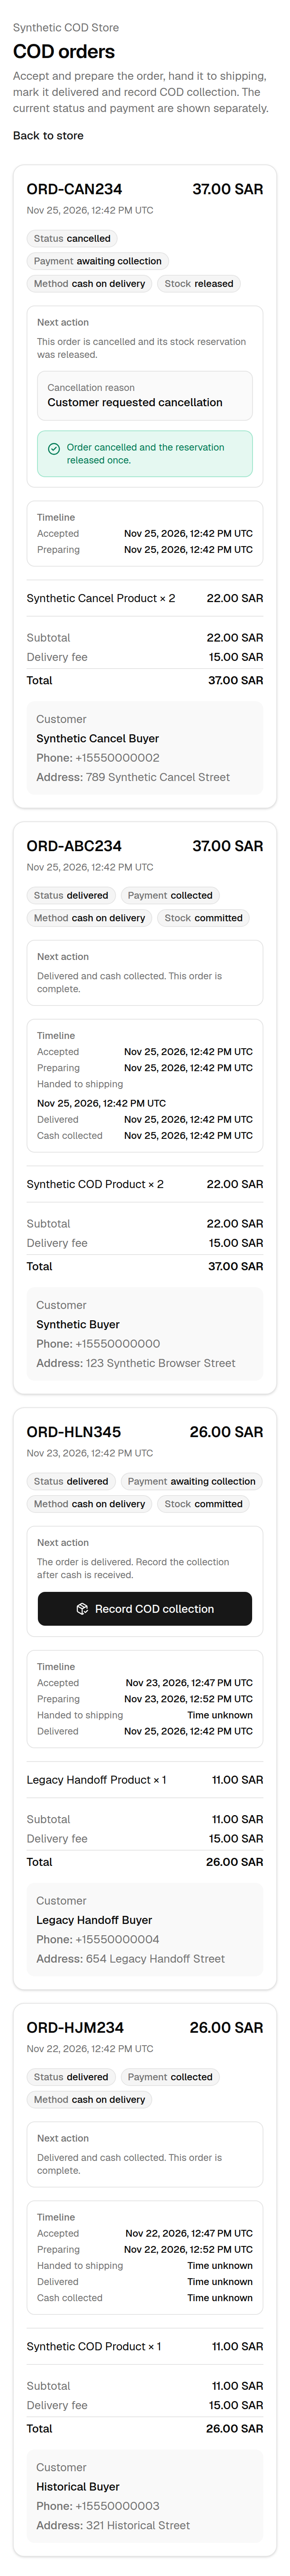 Synthetic COD Store
COD orders
Accept and prepare the order, hand it to shipping,
mark it delivered and record COD collection. The
current status and payment are shown separately.
Back to store
ORD-CAN234 37.00 SAR
Nov 25, 2026, 12:42 PM UTC
Status cancelled
Payment awaiting collection
Method cash on delivery Stock released
Next action
This order is cancelled and its stock reservation
was released.
Cancellation reason
Customer requested cancellation
Order cancelled and the reservation
released once.
Timeline
Accepted Nov 25, 2026, 12:42 PM UTC
Preparing Nov 25, 2026, 12:42 PM UTC
Synthetic Cancel Product × 2 22.00 SAR
Subtotal 22.00 SAR
Delivery fee 15.00 SAR
Total 37.00 SAR
Customer
Synthetic Cancel Buyer
Phone: +15550000002
Address: 789 Synthetic Cancel Street
ORD-ABC234 37.00 SAR
Nov 25, 2026, 12:42 PM UTC
Status delivered Payment collected
Method cash on delivery Stock committed
Next action
Delivered and cash collected. This order is
complete.
Timeline
Accepted Nov 25, 2026, 12:42 PM UTC
Preparing Nov 25, 2026, 12:42 PM UTC
Handed to shipping
Nov 25, 2026, 12:42 PM UTC
Delivered Nov 25, 2026, 12:42 PM UTC
Cash collected Nov 25, 2026, 12:42 PM UTC
Synthetic COD Product × 2 22.00 SAR
Subtotal 22.00 SAR
Delivery fee 15.00 SAR
Total 37.00 SAR
Customer
Synthetic Buyer
Phone: +15550000000
Address: 123 Synthetic Browser Street
ORD-HLN345 26.00 SAR
Nov 23, 2026, 12:42 PM UTC
Status delivered Payment awaiting collection
Method cash on delivery Stock committed
Next action
The order is delivered. Record the collection
after cash is received.
Record COD collection
Timeline
Accepted Nov 23, 2026, 12:47 PM UTC
Preparing Nov 23, 2026, 12:52 PM UTC
Handed to shipping Time unknown
Delivered Nov 25, 2026, 12:42 PM UTC
Legacy Handoff Product × 1 11.00 SAR
Subtotal 11.00 SAR
Delivery fee 15.00 SAR
Total 26.00 SAR
Customer
Legacy Handoff Buyer
Phone: +15550000004
Address: 654 Legacy Handoff Street
ORD-HJM234 26.00 SAR
Nov 22, 2026, 12:42 PM UTC
Status delivered Payment collected
Method cash on delivery
Next action
Delivered and cash collected. This order is
complete.
Timeline
Accepted Nov 22, 2026, 12:47 PM UTC
Preparing Nov 22, 2026, 12:52 PM UTC
Handed to shipping Time unknown
Delivered Time unknown
Cash collected Time unknown
Synthetic COD Product × 1 11.00 SAR
Subtotal 11.00 SAR
Delivery fee 15.00 SAR
Total 26.00 SAR
Customer
Historical Buyer
Phone: +15550000003
Address: 321 Historical Street